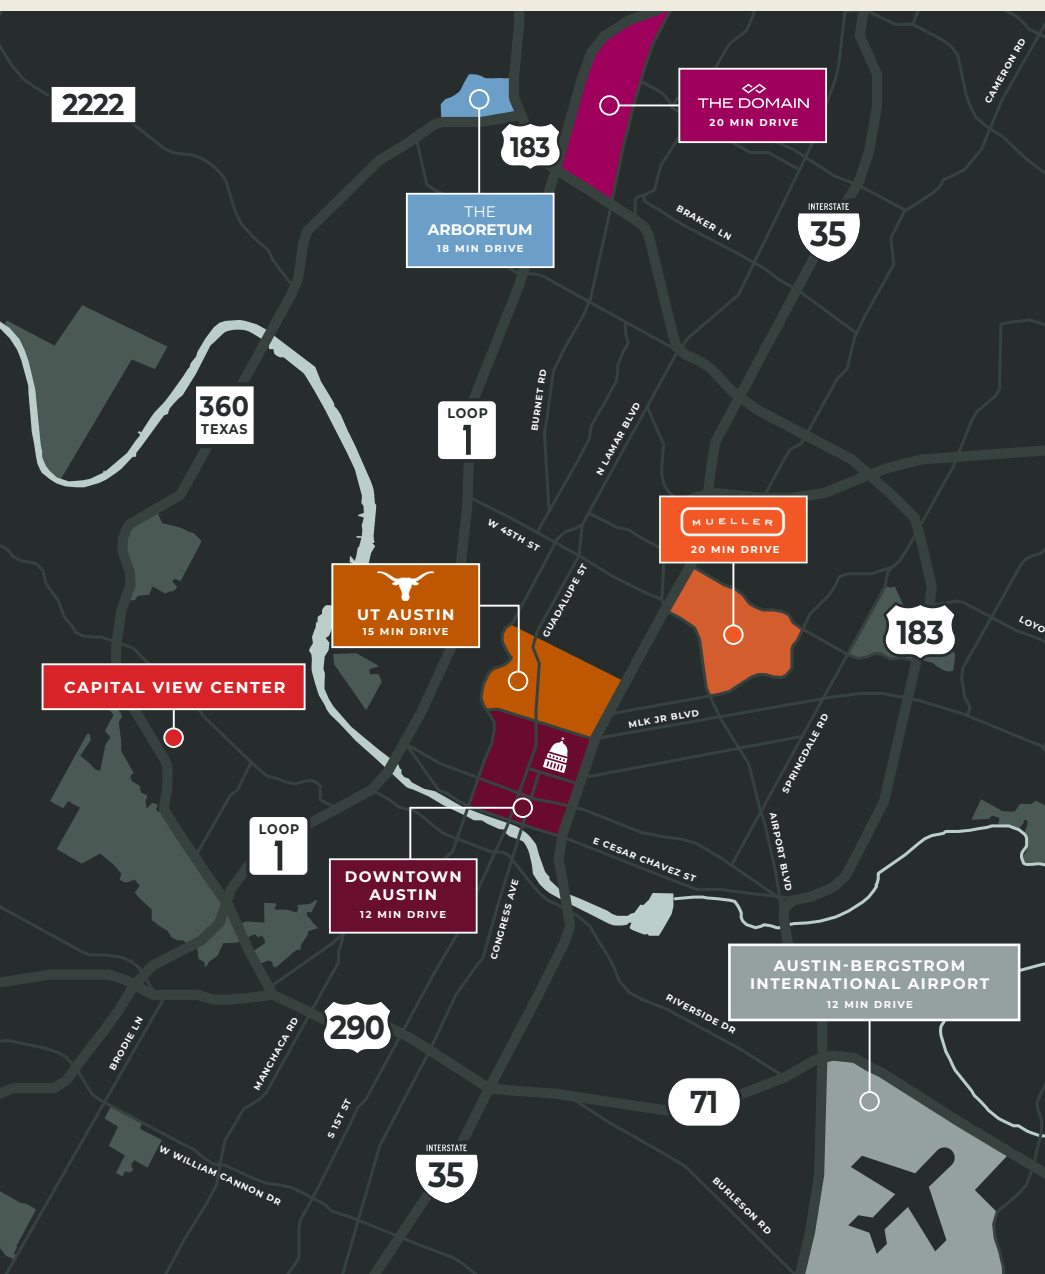 CAMERON RD
2222
THE DOMAIN
20 MIN DRIVE
183
THE
ARBORETUM
18 MIN DRIVE
BRAKER LN
INTERSTATE
35
360
TEXAS
LOOP
1
BURNET RD
N LAMAR BLVD
W 45TH ST
MUELLER
20 MIN DRIVE
GUADALUPE ST
UT AUSTIN
15 MIN DRIVE
183
LOYO
CAPITAL VIEW CENTER
MLK JR BLVD
SPRINGDALE RD
LOOP
1
AIRPORT BLVD
E CESAR CHAVEZ ST
DOWNTOWN
AUSTIN
12 MIN DRIVE
CONGRESS AVE
AUSTIN-BERGSTROM
INTERNATIONAL AIRPORT
12 MIN DRIVE
RIVERSIDE DR
BRODIE LN
MANCHACA RD
290
S 1ST ST
71
INTERSTATE
35
W WILLIAM CANNON DR
BURLESON RD